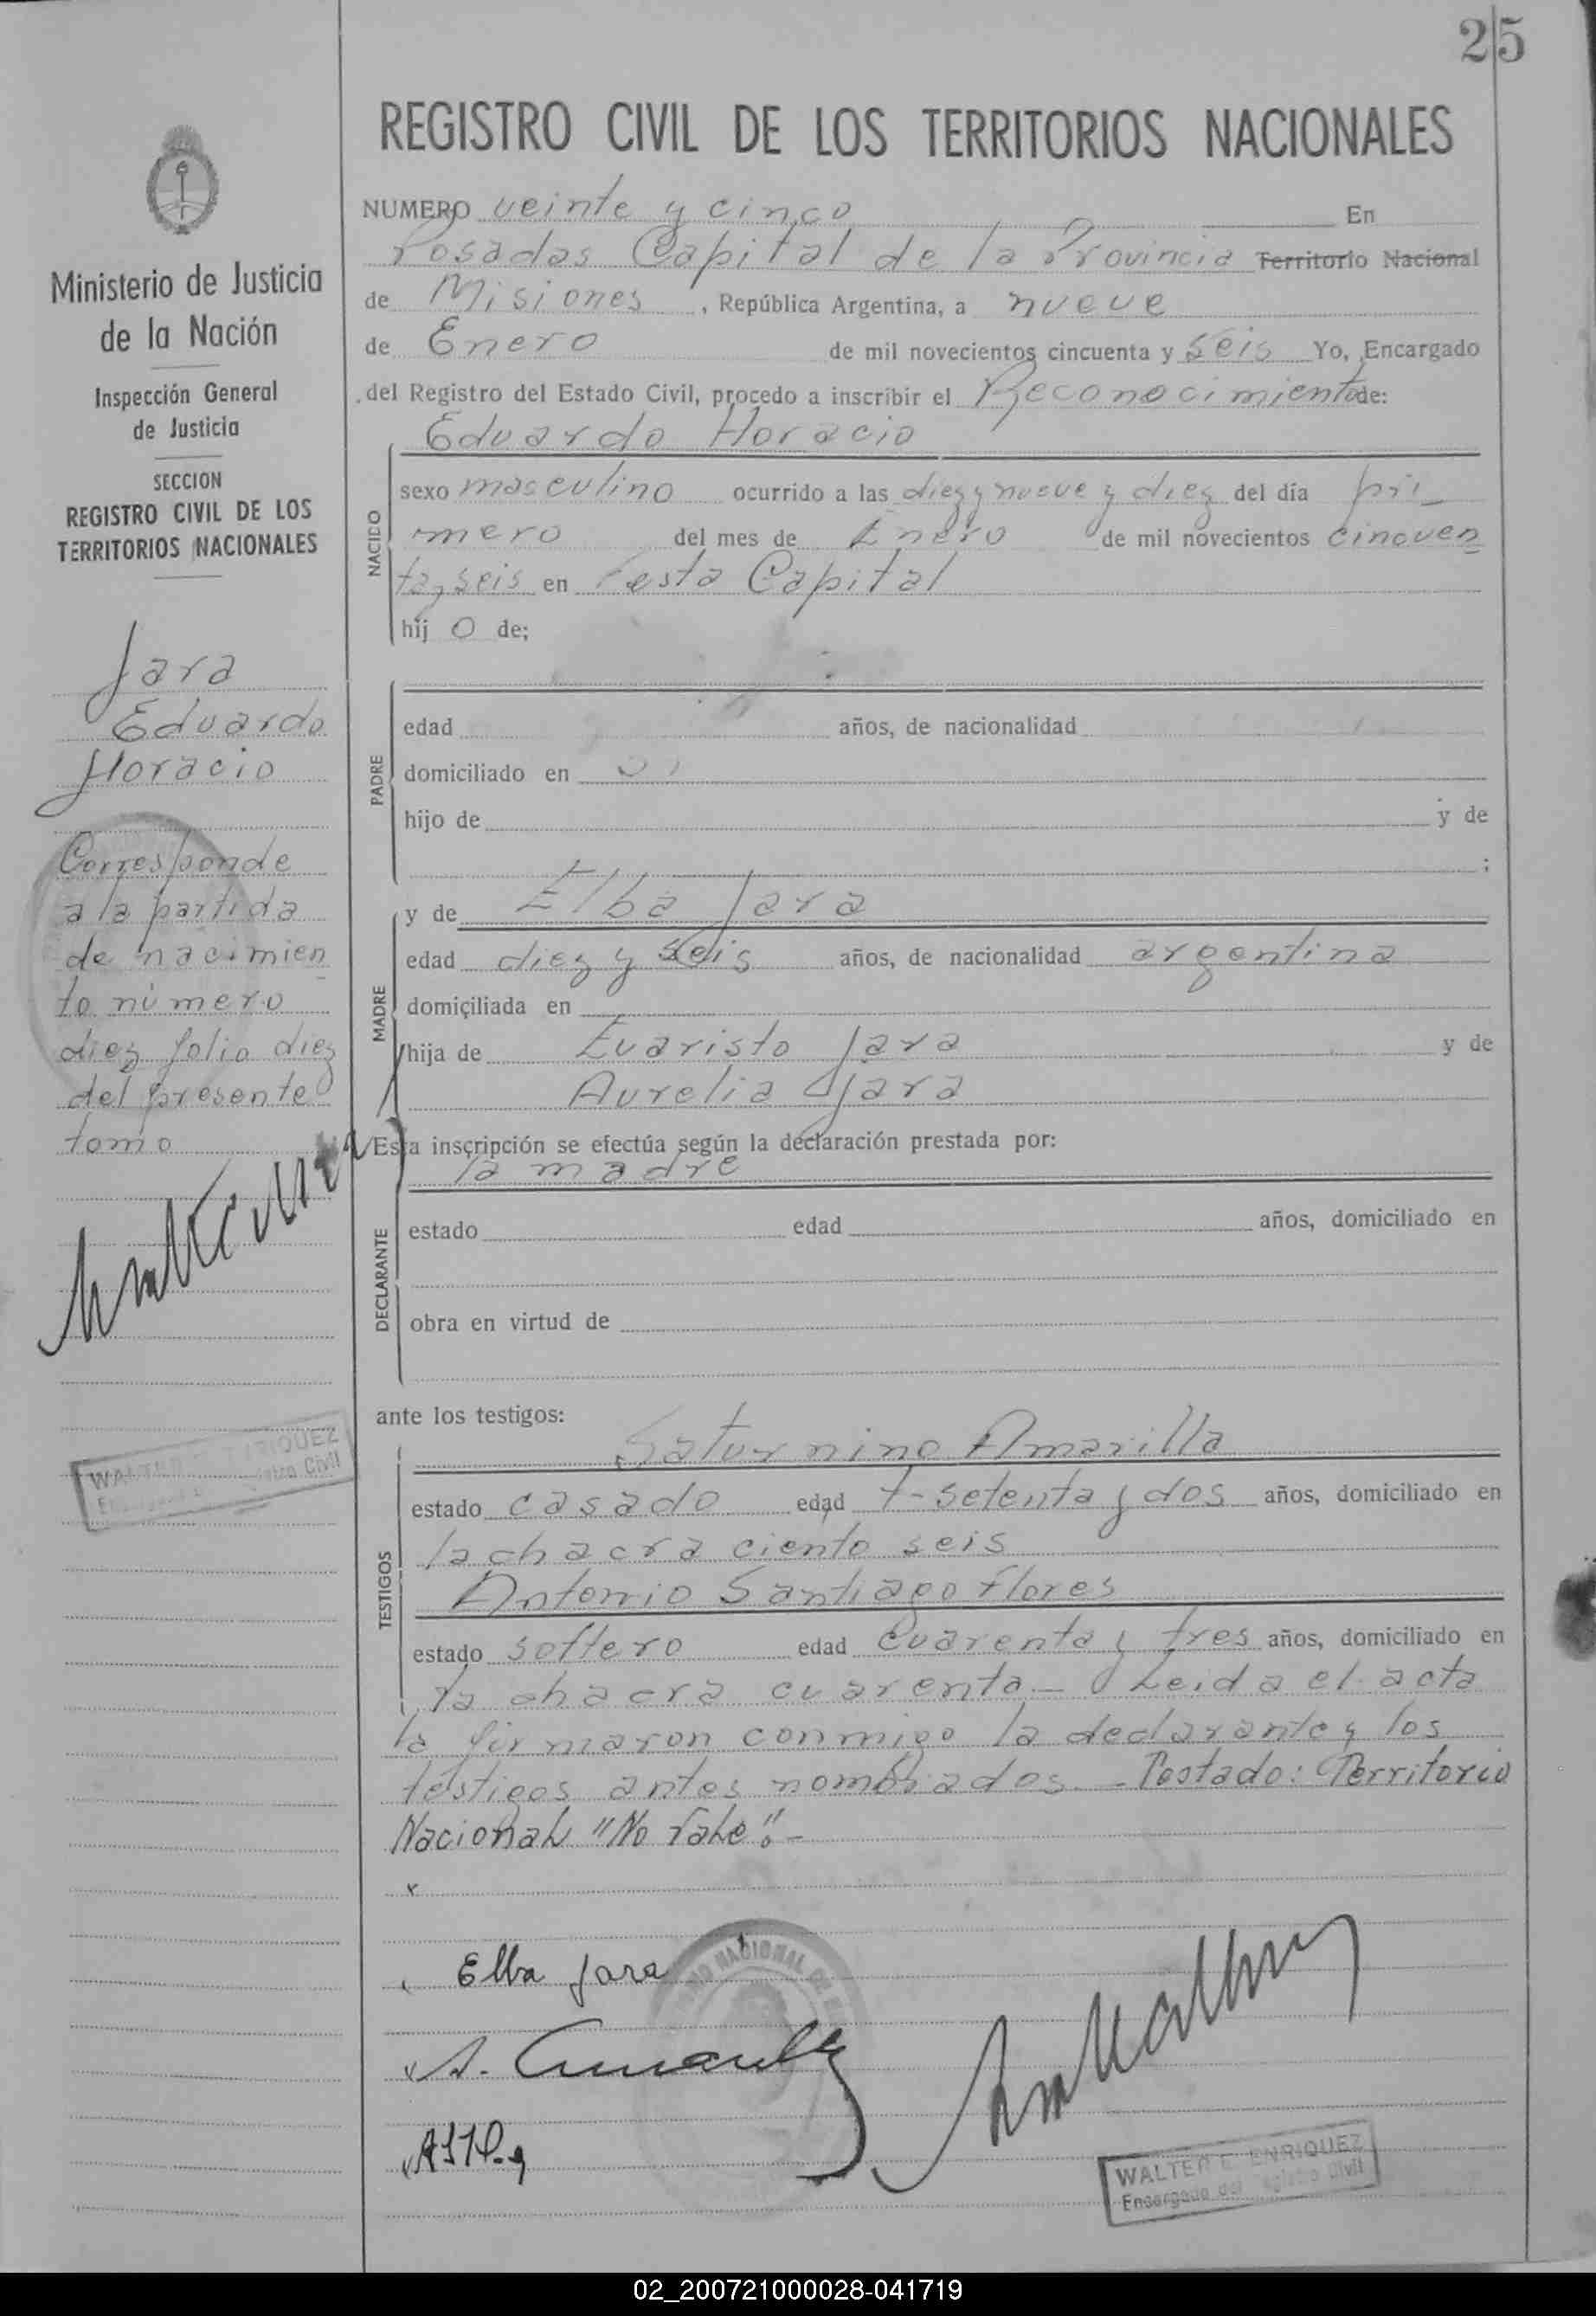 25
REGISTRO CIVIL DE LOS TERRITORIOS NACIONALES
NUMERO veinte y cinco En
Posadas Capital de la Provincia Territorio Nacional
de Misiones, República Argentina, a nueve
de Enero de mil novecientos cincuenta y seis Yo, Encargado
del Registro del Estado Civil, procedo a inscribir el Reconocimiento de:
Eduardo Horacio
NACIDO
sexo masculino ocurrido a las diez y nueve y diez del día pri_
mero del mes de Enero de mil novecientos cincuen
ta y seis en esta Capital
hij o de;
PADRE
edad años, de nacionalidad
domiciliado en
hijo de y de
;
MADRE
y de Elba Jara
edad diez y seis años, de nacionalidad argentina
domiciliada en
hija de Evaristo Jara y de
Aurelia Jara
Esta inscripción se efectúa según la declaración prestada por:
la madre
DECLARANTE
estado edad años, domiciliado en
obra en virtud de
ante los testigos:
TESTIGOS
Saturnino Amarilla
estado casado edad setenta y dos años, domiciliado en
la chacra ciento seis
Antonio Santiago Flores
estado soltero edad cuarenta y tres años, domiciliado en
la chacra cuarenta_ Leida el acta
la firmaron conmigo la declarante y los
testigos antes nombrados. - Testado: Territorio
Nacional "No Vale".-
Elba Jara
WALTER E. ENRIQUEZ
Encargado del Registro Civil
Ministerio de Justicia
de la Nación
Inspección General
de Justicia
SECCION
REGISTRO CIVIL DE LOS
TERRITORIOS NACIONALES
Jara
Eduardo
Horacio
Corresponde
a la partida
de nacimien
to número
diez folio diez
del presente
tomo
02_200721000028-041719